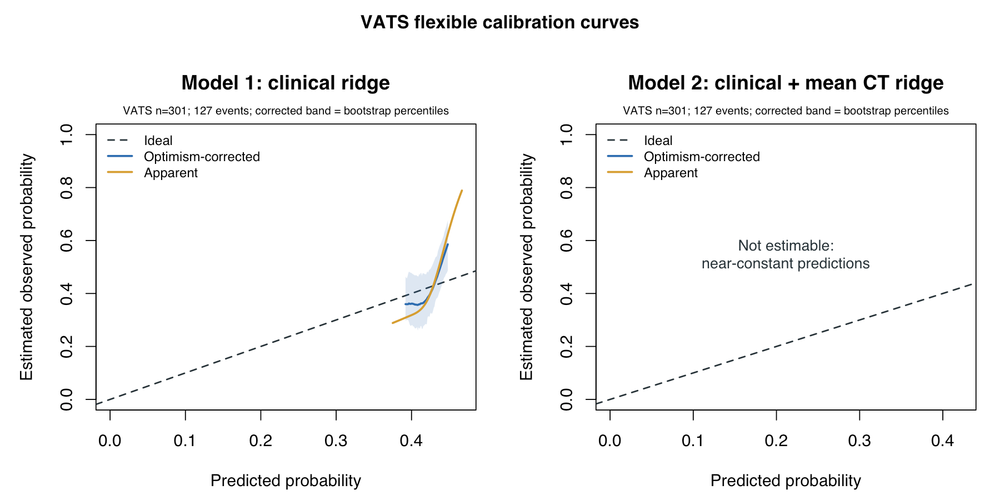 VATS flexible calibration curves
Model 1: clinical ridge
VATS n=301; 127 events; corrected band = bootstrap percentiles
Ideal
Optimism-corrected
Apparent
Estimated observed probability
1.0
0.8
0.6
0.4
0.2
0.0
0.0 0.1 0.2 0.3 0.4
Predicted probability
Model 2: clinical + mean CT ridge
VATS n=301; 127 events; corrected band = bootstrap percentiles
Ideal
Optimism-corrected
Apparent
Not estimable:
near-constant predictions
Estimated observed probability
1.0
0.8
0.6
0.4
0.2
0.0
0.0 0.1 0.2 0.3 0.4
Predicted probability